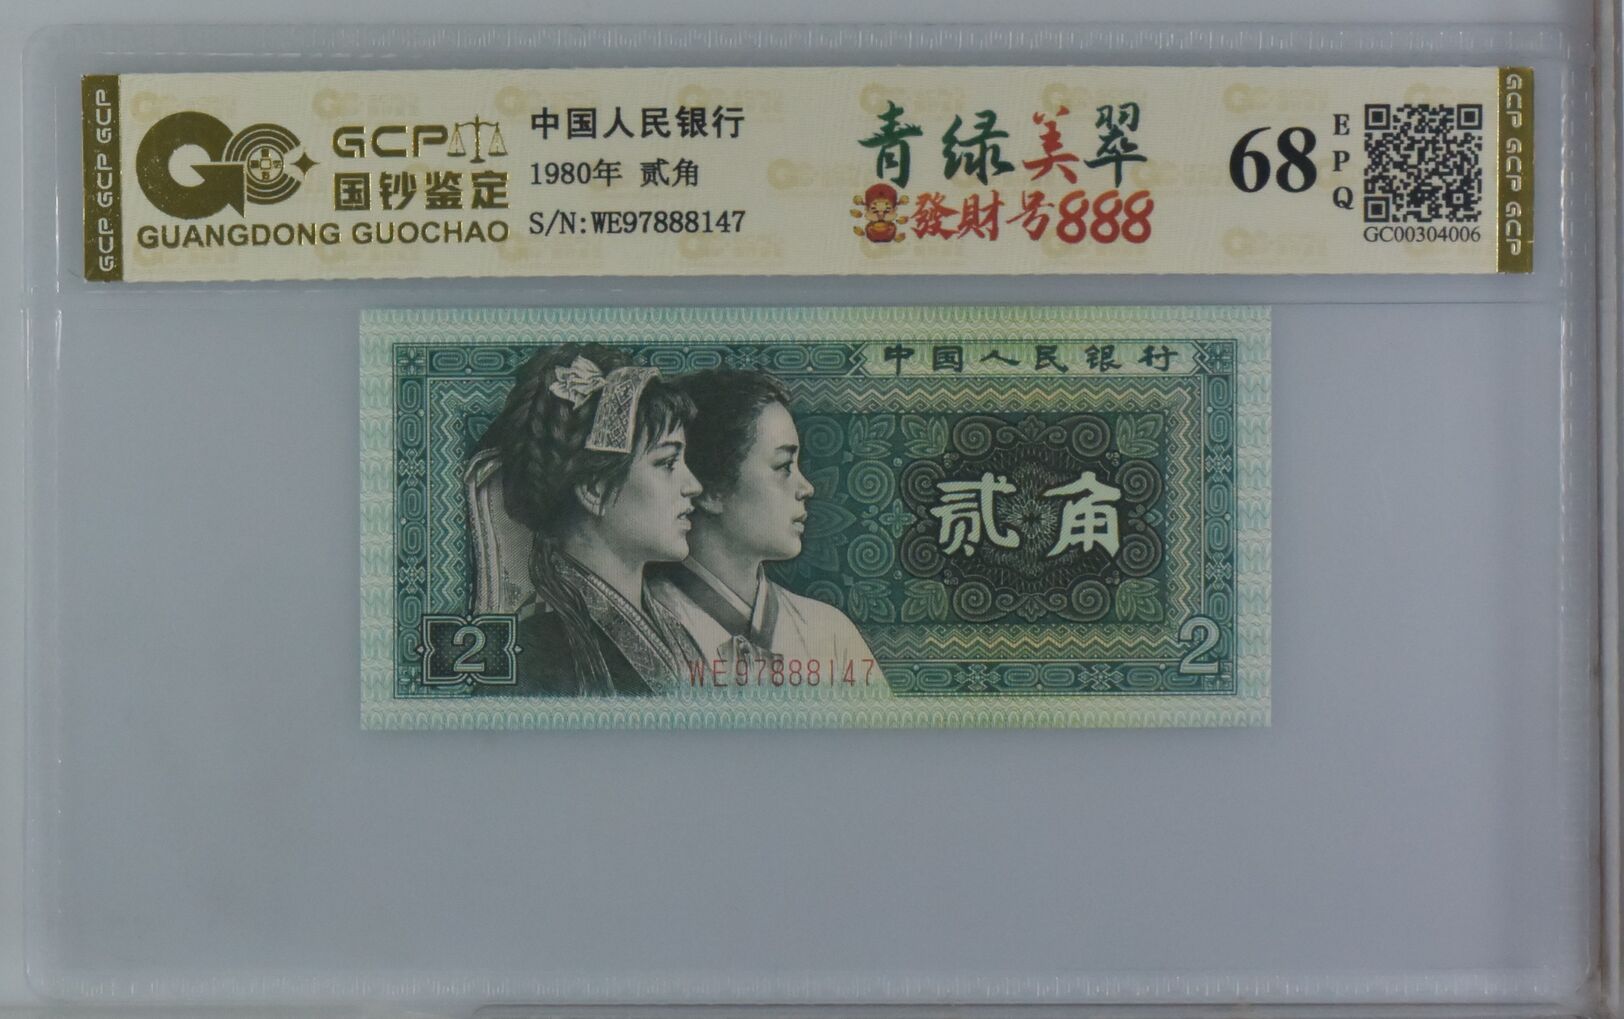 GCP GCP GCP
GCP
国钞鉴定
GUANGDONG GUOCHAO
中国人民银行
1980年 贰角
S/N:WE97888147
青绿美翠
發財号888
68
EPQ
GC00304006
GCP GCP GCP
中国人民银行
贰角
2
2
WE97888147